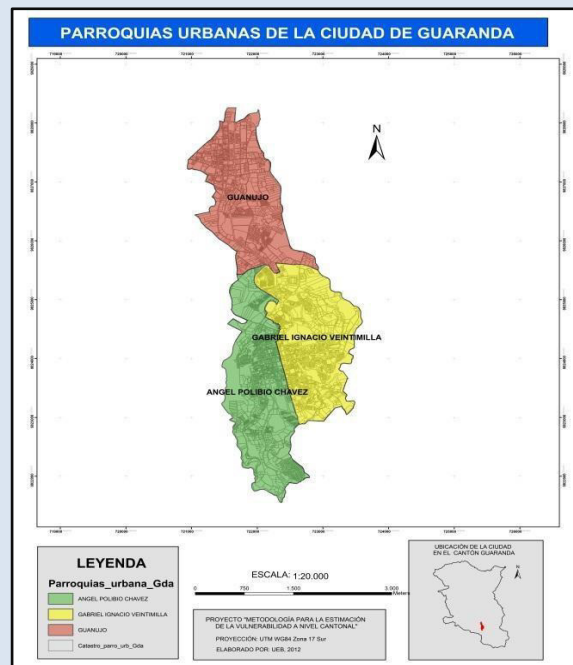 PARROQUIAS URBANAS DE LA CIUDAD DE GUARANDA
N
GUANUJO
GABRIEL IGNACIO VEINTIMILLA
ANGEL POLIBIO CHAVEZ
LEYENDA
Parroquias_urbana_Gda
ANGEL POLIBIO CHAVEZ
GABRIEL IGNACIO VEINTIMILLA
GUANUJO
Catastro_parro_urb_Gda
ESCALA: 1:20.000
0 750 1.500 3.000
Meters
PROYECTO "METODOLOGÍA PARA LA ESTIMACIÓN
DE LA VULNERABILIDAD A NIVEL CANTONAL"
PROYECCIÓN: UTM WG84 Zona 17 Sur
ELABORADO POR: UEB, 2012
UBICACIÓN DE LA CIUDAD
EN EL CANTÓN GUARANDA
N